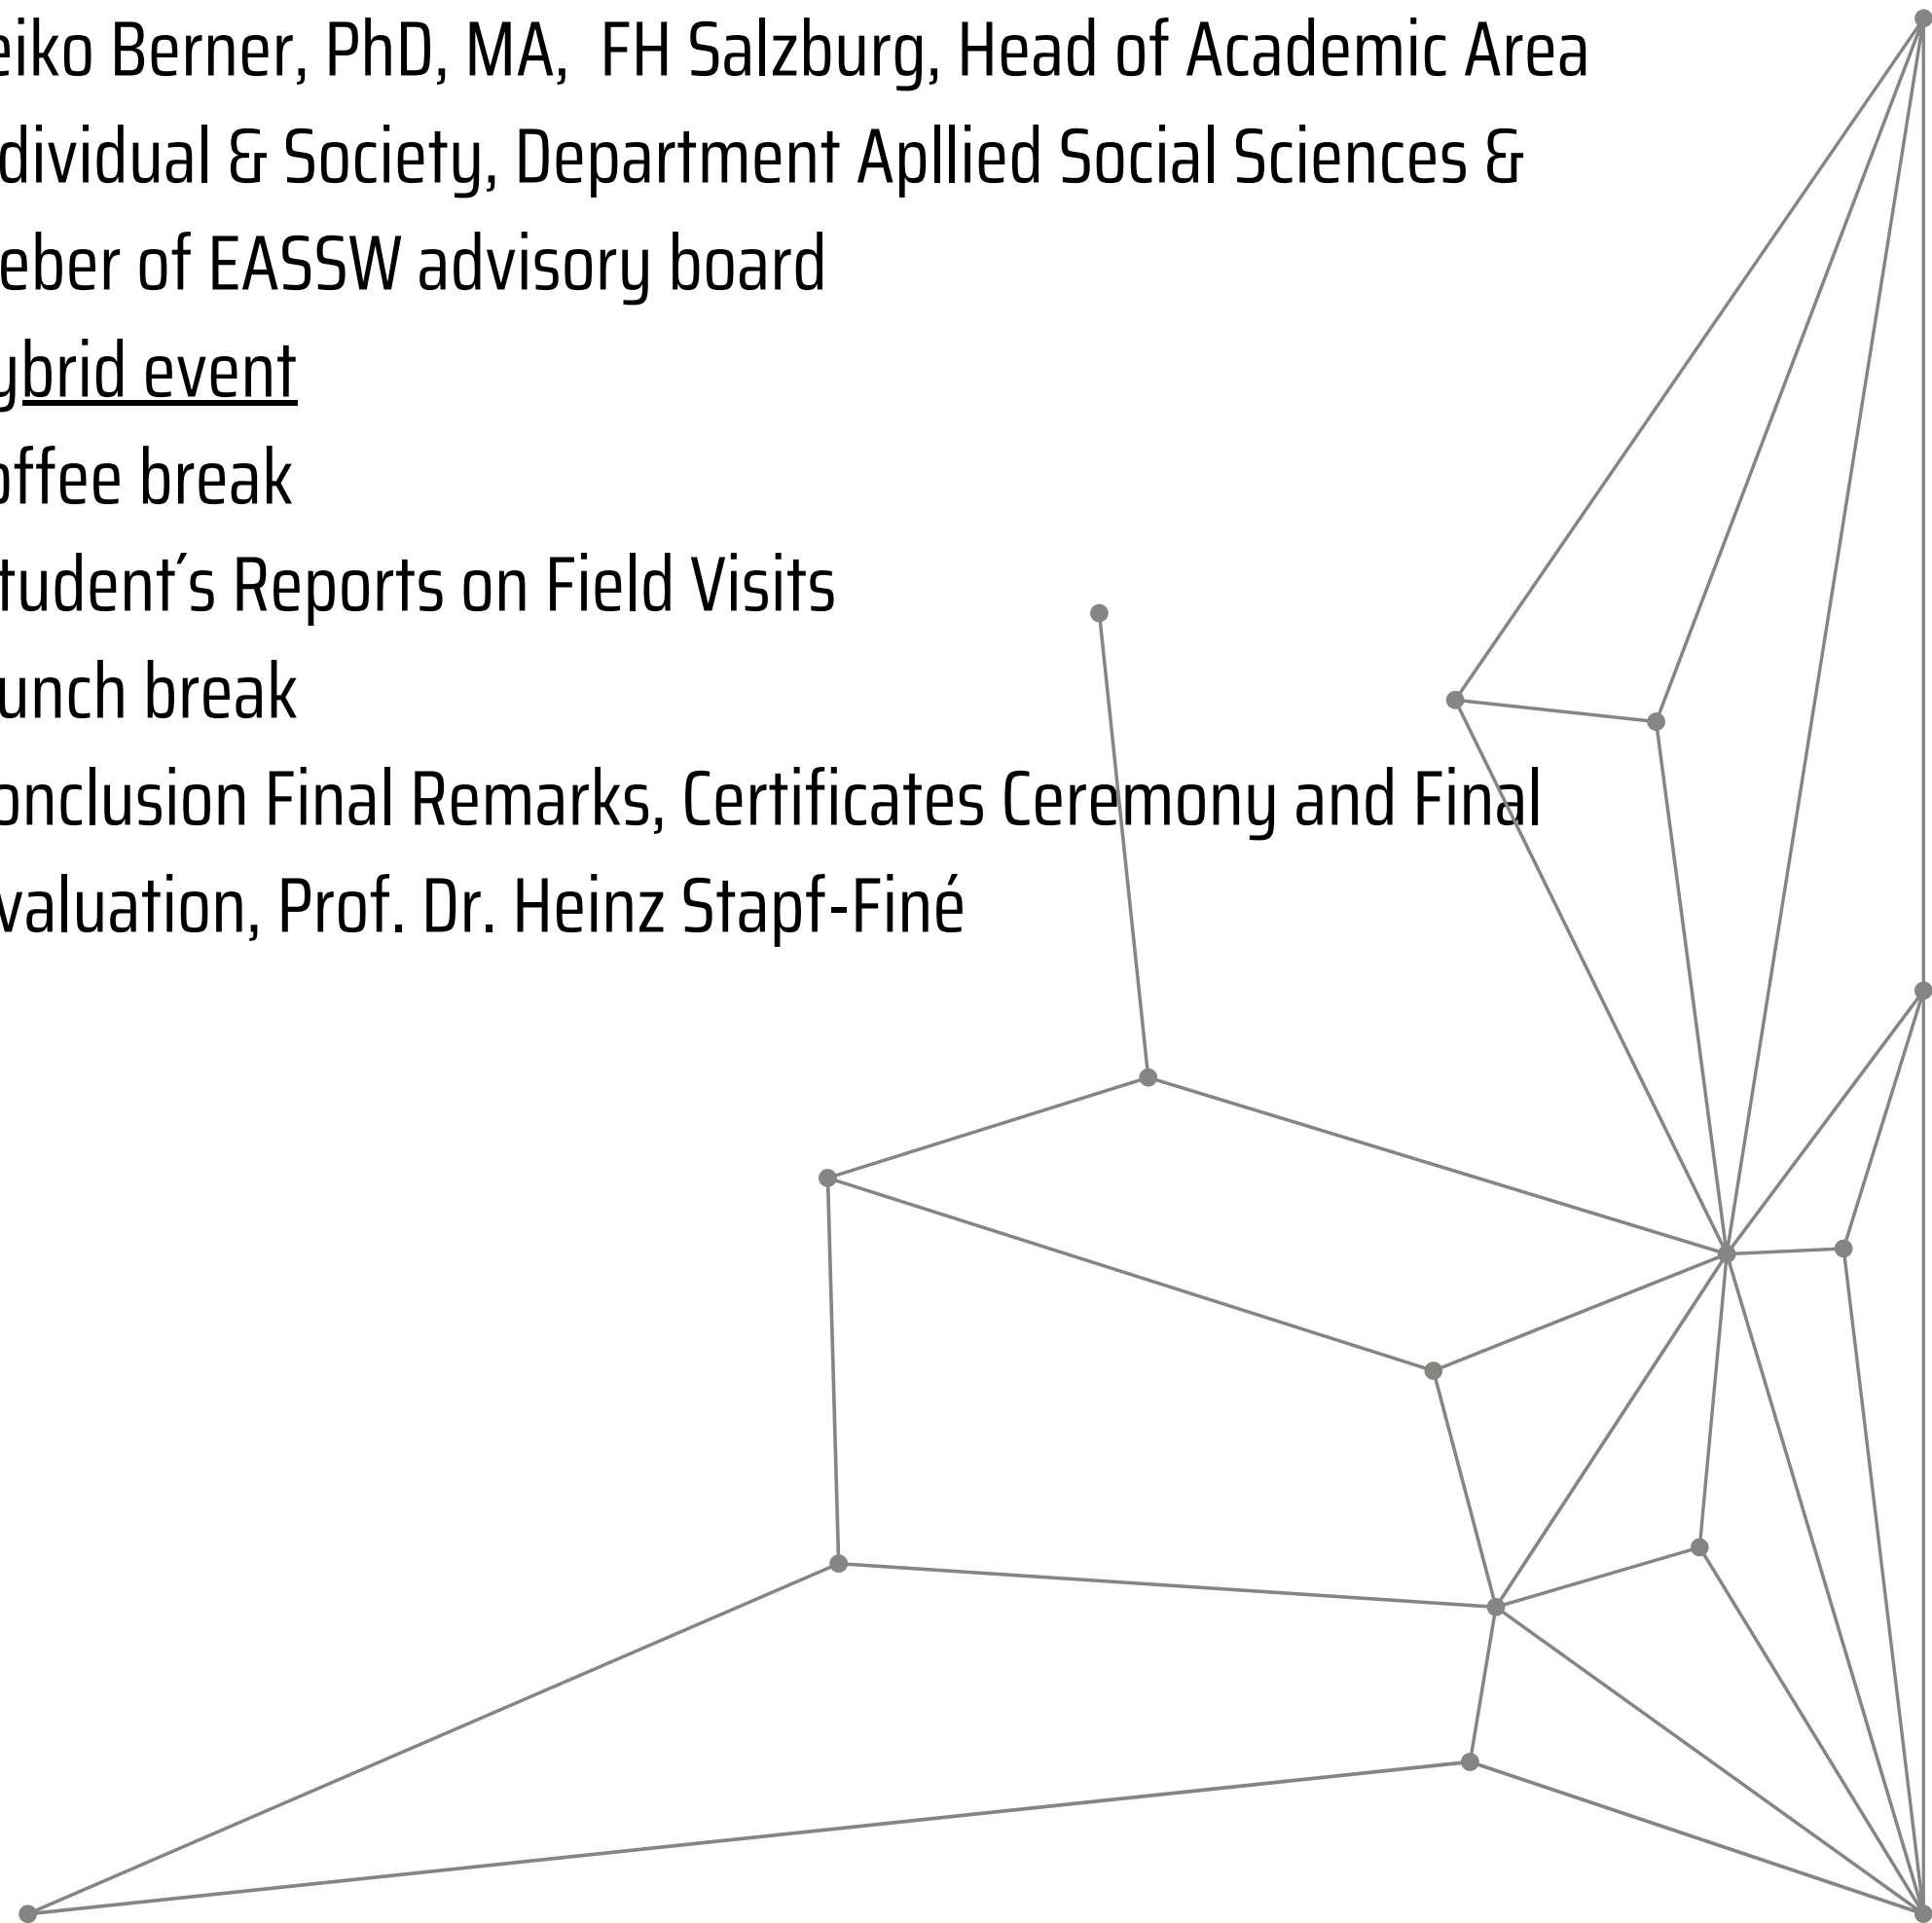 eiko Berner, PhD, MA,  FH Salzburg, Head of Academic Area
dividual & Society, Department Apllied Social Sciences &
eber of EASSW advisory board
ybrid event
offee break
tudent´s Reports on Field Visits
unch break
onclusion Final Remarks, Certificates Ceremony and Final
valuation, Prof. Dr. Heinz Stapf-Finé